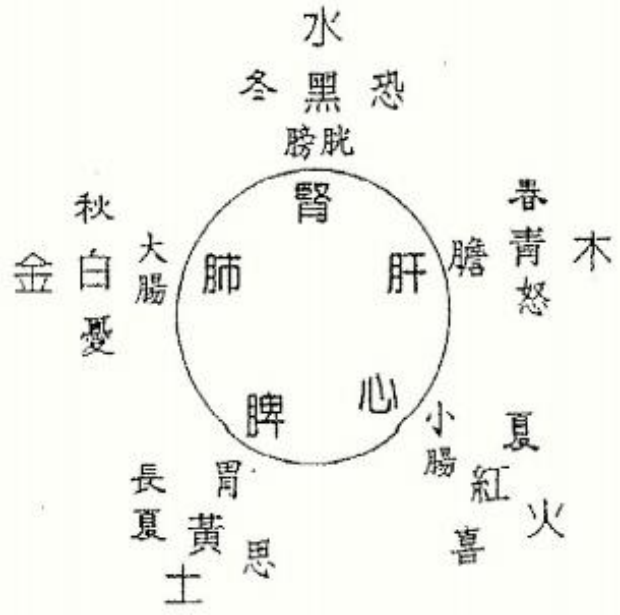 水
冬 黑 恐
膀胱
腎
春
青
怒
木
膽
肝
秋
白
憂
金
大
腸
肺
心
小
腸
夏
紅
喜
火
脾
胃
長
夏
黃
思
土